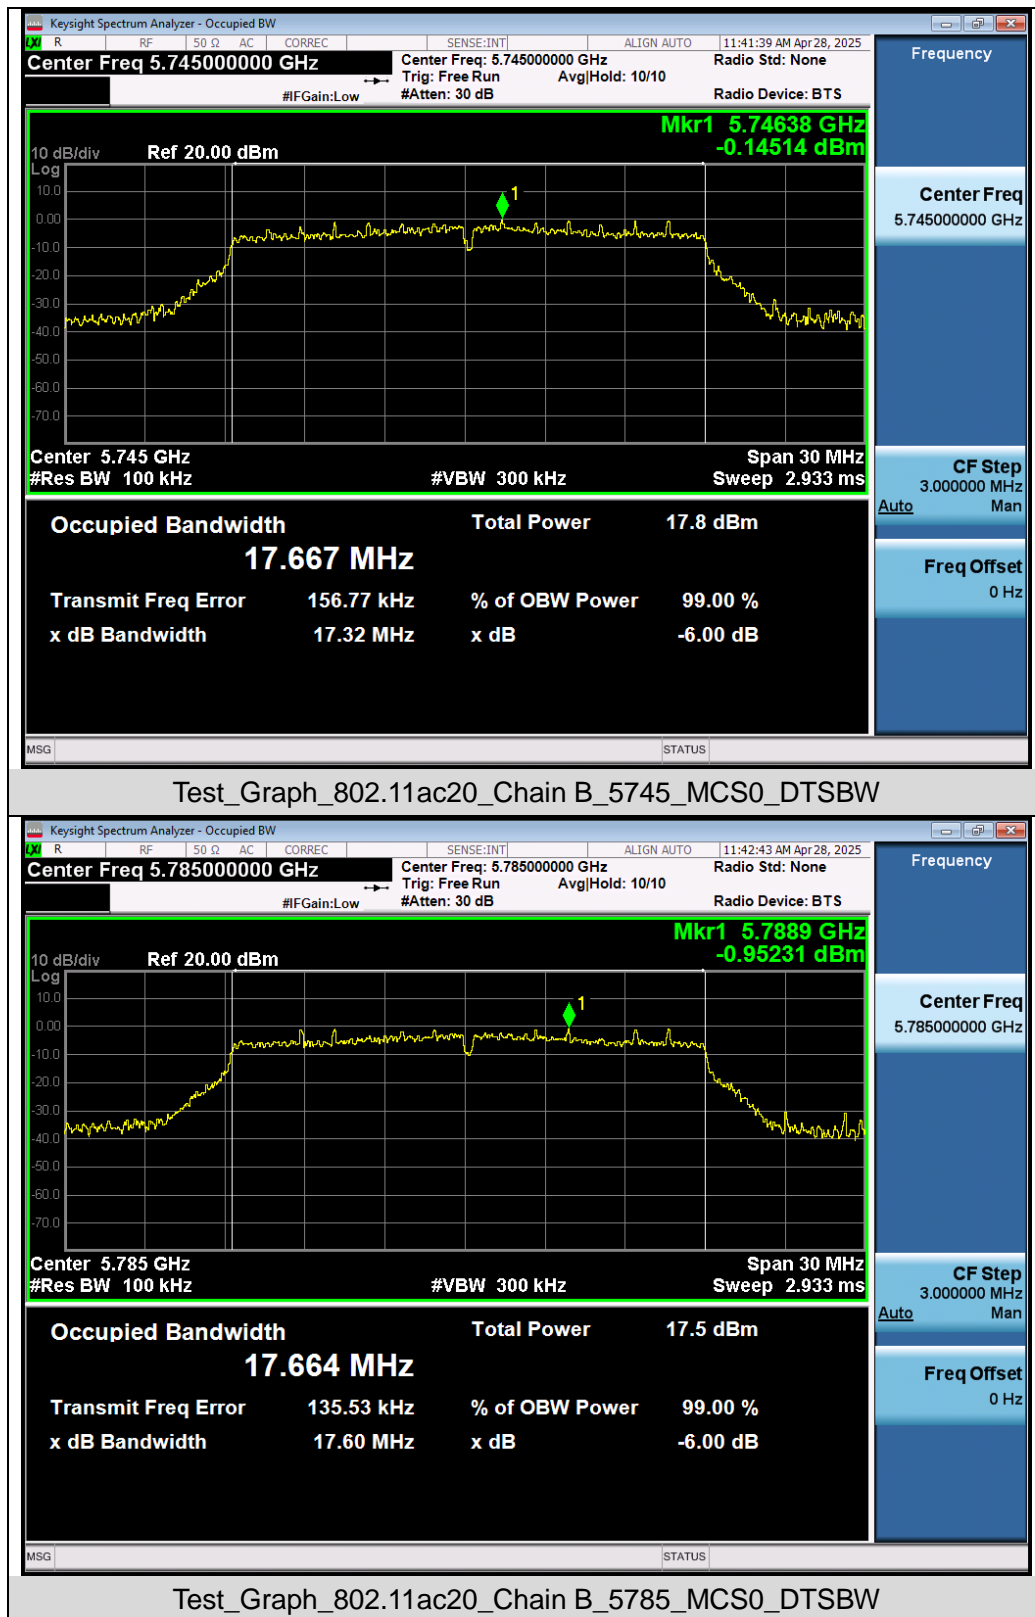 Keysight Spectrum Analyzer - Occupied BW
LXI R RF 50 Ω AC CORREC SENSE:INT ALIGN AUTO 11:41:39 AM Apr 28, 2025
Center Freq 5.745000000 GHz
Center Freq: 5.745000000 GHz
Radio Std: None
Trig: Free Run Avg|Hold: 10/10
#IFGain:Low
#Atten: 30 dB
Radio Device: BTS
Frequency
Mkr1 5.74638 GHz
-0.14514 dBm
10 dB/div Ref 20.00 dBm
Log
10.0
0.00
-10.0
-20.0
-30.0
-40.0
-50.0
-60.0
-70.0
1
Center 5.745 GHz
Span 30 MHz
#Res BW 100 kHz
#VBW 300 kHz
Sweep 2.933 ms
Center Freq
5.745000000 GHz
CF Step
3.000000 MHz
Auto Man
Freq Offset
0 Hz
Occupied Bandwidth
Total Power 17.8 dBm
17.667 MHz
Transmit Freq Error 156.77 kHz % of OBW Power 99.00 %
x dB Bandwidth 17.32 MHz x dB -6.00 dB
MSG STATUS
Test_Graph_802.11ac20_Chain B_5745_MCS0_DTSBW
Keysight Spectrum Analyzer - Occupied BW
LXI R RF 50 Ω AC CORREC SENSE:INT ALIGN AUTO 11:42:43 AM Apr 28, 2025
Center Freq 5.785000000 GHz
Center Freq: 5.785000000 GHz
Radio Std: None
Trig: Free Run Avg|Hold: 10/10
#IFGain:Low
#Atten: 30 dB
Radio Device: BTS
Frequency
Mkr1 5.7889 GHz
-0.95231 dBm
10 dB/div Ref 20.00 dBm
Log
10.0
0.00
-10.0
-20.0
-30.0
-40.0
-50.0
-60.0
-70.0
1
Center 5.785 GHz
Span 30 MHz
#Res BW 100 kHz
#VBW 300 kHz
Sweep 2.933 ms
Center Freq
5.785000000 GHz
CF Step
3.000000 MHz
Auto Man
Freq Offset
0 Hz
Occupied Bandwidth
Total Power 17.5 dBm
17.664 MHz
Transmit Freq Error 135.53 kHz % of OBW Power 99.00 %
x dB Bandwidth 17.60 MHz x dB -6.00 dB
MSG STATUS
Test_Graph_802.11ac20_Chain B_5785_MCS0_DTSBW